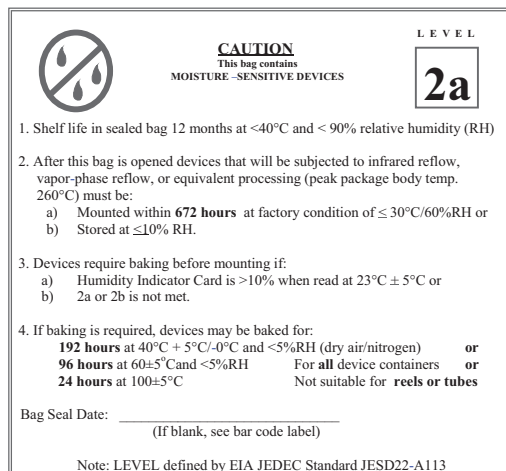 LEVEL
CAUTION
This bag contains
MOISTURE –SENSITIVE DEVICES
2a
1. Shelf life in sealed bag 12 months at <40°C and < 90% relative humidity (RH)
2. After this bag is opened devices that will be subjected to infrared reflow,
vapor-phase reflow, or equivalent processing (peak package body temp.
260°C) must be:
a) Mounted within 672 hours at factory condition of ≤ 30°C/60%RH or
b) Stored at ≤10% RH.
3. Devices require baking before mounting if:
a) Humidity Indicator Card is >10% when read at 23°C ± 5°C or
b) 2a or 2b is not met.
4. If baking is required, devices may be baked for:
192 hours at 40°C + 5°C/-0°C and <5%RH (dry air/nitrogen) or
96 hours at 60±5°Cand <5%RH For all device containers or
24 hours at 100±5°C Not suitable for reels or tubes
Bag Seal Date: ______________________________
(If blank, see bar code label)
Note: LEVEL defined by EIA JEDEC Standard JESD22-A113